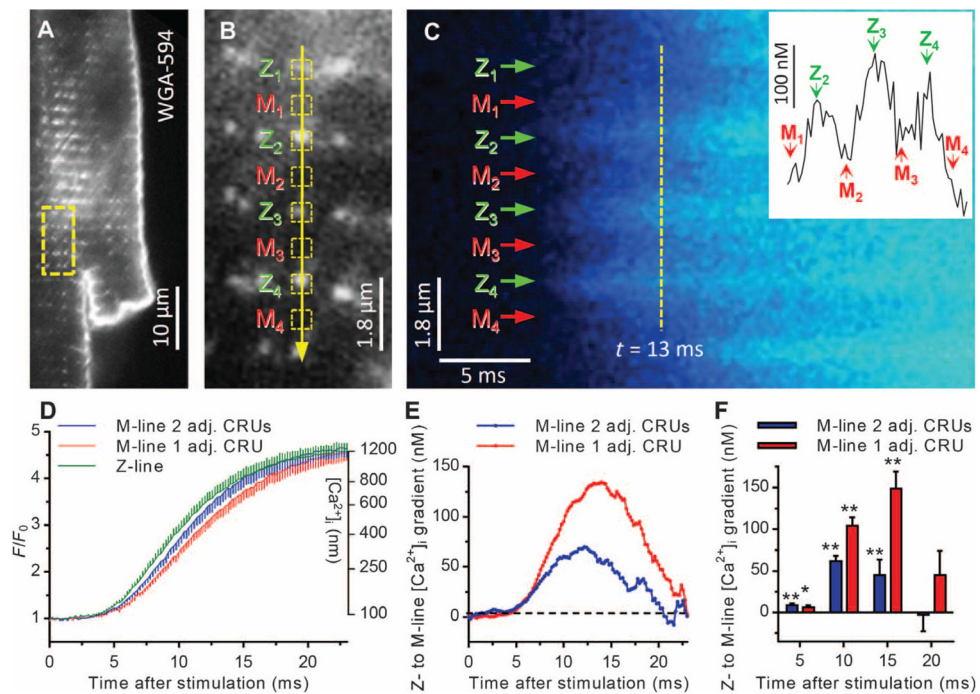 A
WGA-594
10 µm
B
Z1
M1
Z2
M2
Z3
M3
Z4
M4
1.8 µm
C
Z1
M1
Z2
M2
Z3
M3
Z4
M4
1.8 µm
5 ms
t = 13 ms
100 nM
M1
Z2
M2
Z3
M3
Z4
M4
D
M-line 2 adj. CRUs
M-line 1 adj. CRU
Z-line
F/F0
5
4
3
2
1
1200
800
600
400
250
100
[Ca2+]i (nm)
0 5 10 15 20
Time after stimulation (ms)
E
M-line 2 adj. CRUs
M-line 1 adj. CRU
Z- to M-line [Ca2+]i gradient (nM)
150
100
50
0
0 5 10 15 20
Time after stimulation (ms)
F
M-line 2 adj. CRUs
M-line 1 adj. CRU
Z- to M-line [Ca2+]i gradient (nM)
150
100
50
0
** *
** **
** **
5 10 15 20
Time after stimulation (ms)